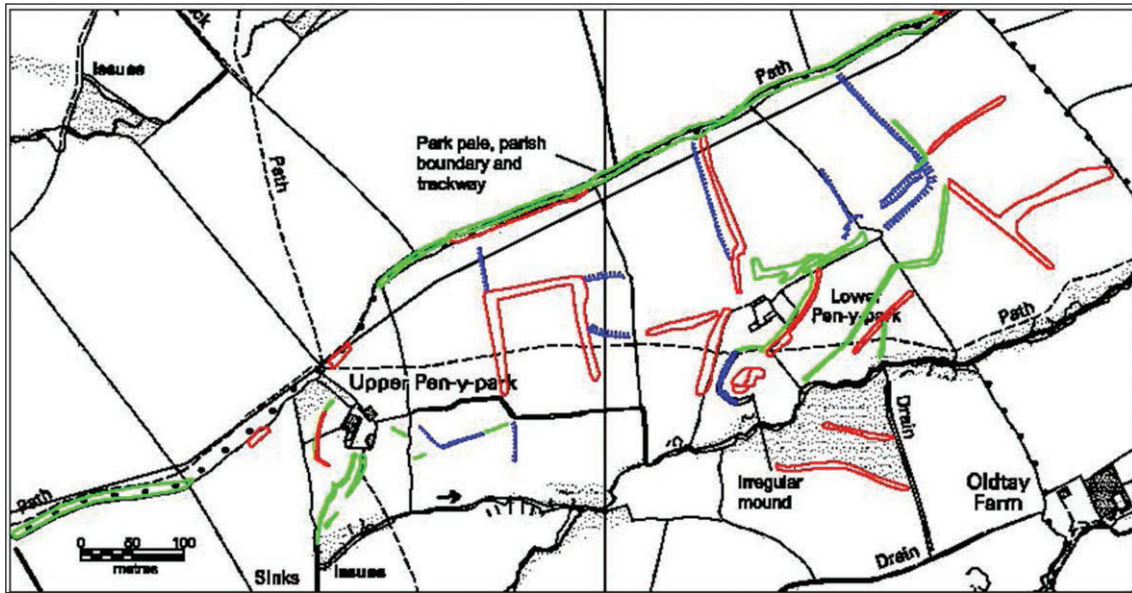 Issues
Path
Path
Park pale, parish
boundary and
trackway
Lower
Pen-y-park
Path
Upper Pen-y-park
Path
Drain
Irregular
mound
Oldtay
Farm
0 50 100
metres
Sinks
Issues
Drain